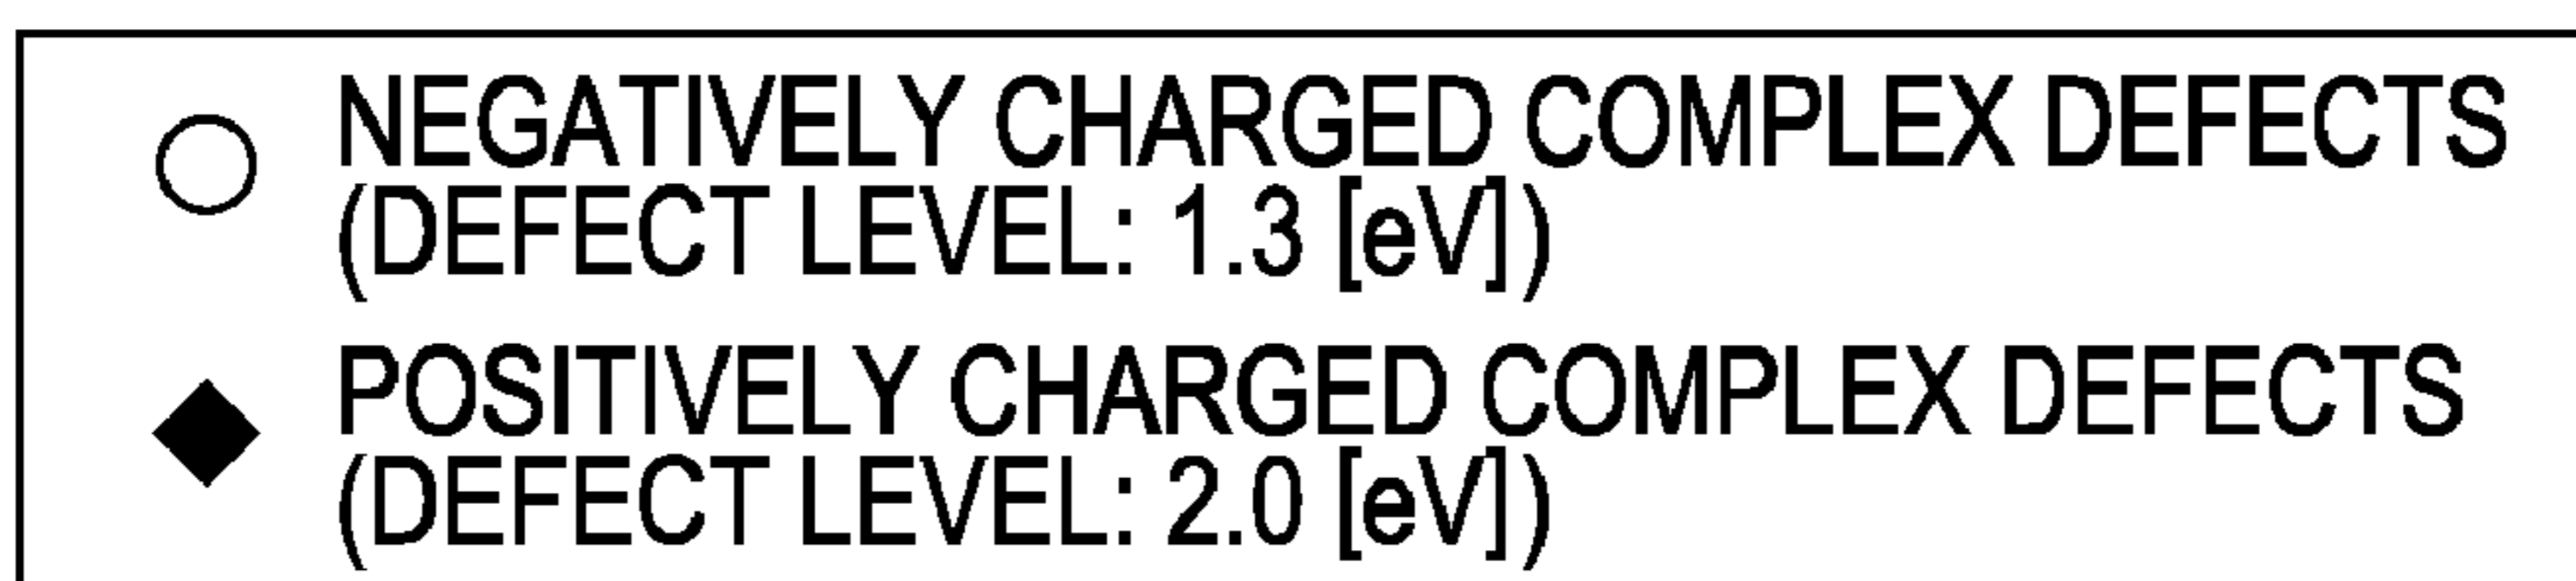 NEGATIVELY CHARGED COMPLEX DEFECTS
(DEFECT LEVEL: 1.3 [eV])
POSITIVELY CHARGED COMPLEX DEFECTS
(DEFECT LEVEL: 2.0 [eV])